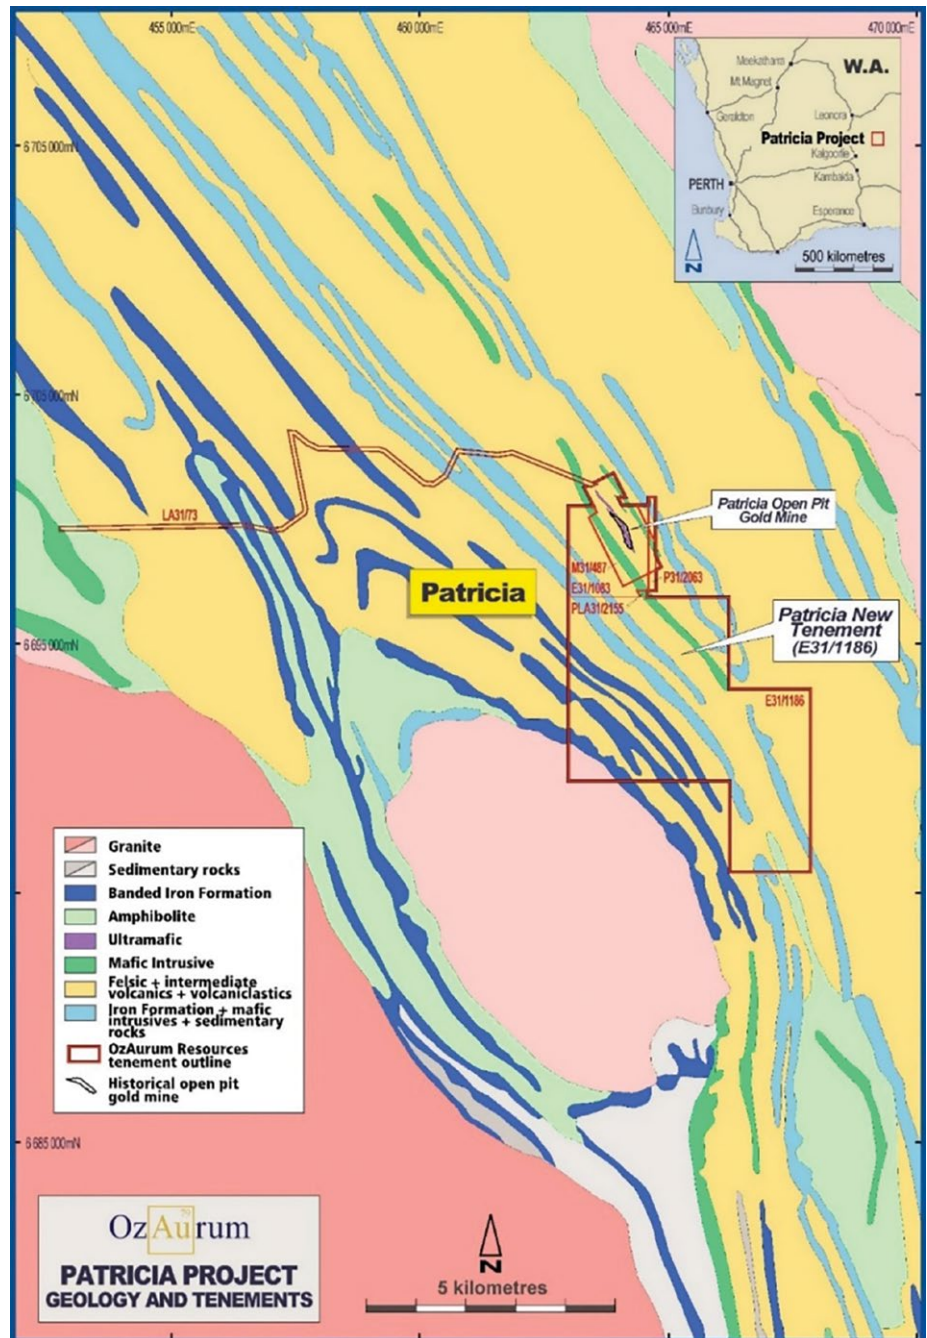 455 000mE
460 000mE
465 000mE
470 000mE
Meekatharra
W.A.
Mt Magnet
Geraldton
Leonora
Patricia Project
Kalgoorlie
Kambalda
PERTH
Bunbury
Esperance
N
500 kilometres
6 705 000mN
6 705 000mN
LA31/73
Patricia Open Pit
Gold Mine
M31/487
P31/2063
E31/1083
PLA31/2155
Patricia
Patricia New
Tenement
(E31/1186)
6 695 000mN
E31/1186
Granite
Sedimentary rocks
Banded Iron Formation
Amphibolite
Ultramafic
Mafic Intrusive
Felsic + intermediate
volcanics + volcaniclastics
Iron Formation + mafic
intrusives + sedimentary
rocks
OzAurum Resources
tenement outline
Historical open pit
gold mine
6 685 000mN
79
OzAurum
PATRICIA PROJECT
GEOLOGY AND TENEMENTS
N
5 kilometres